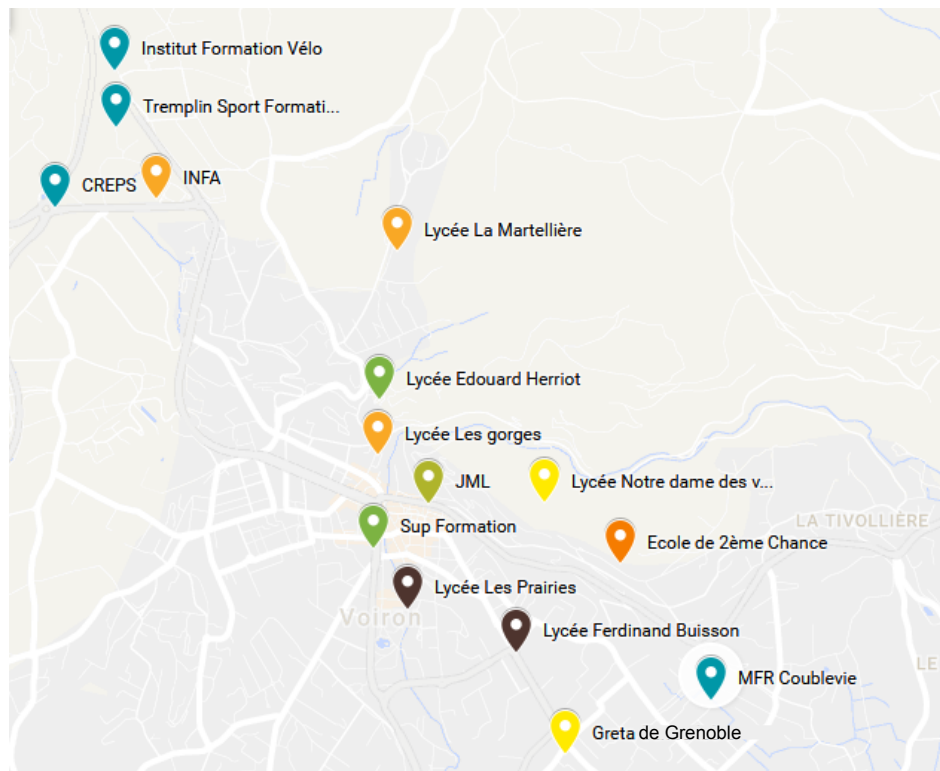 Institut Formation Vélo
Tremplin Sport Formati...
INFA
CREPS
Lycée La Martellière
Lycée Edouard Herriot
Lycée Les gorges
JML
Lycée Notre dame des v...
Sup Formation
LA TIVOLLIÈRE
Ecole de 2ème Chance
Lycée Les Prairies
Voiron
Lycée Ferdinand Buisson
LE
MFR Coublevie
Greta de Grenoble